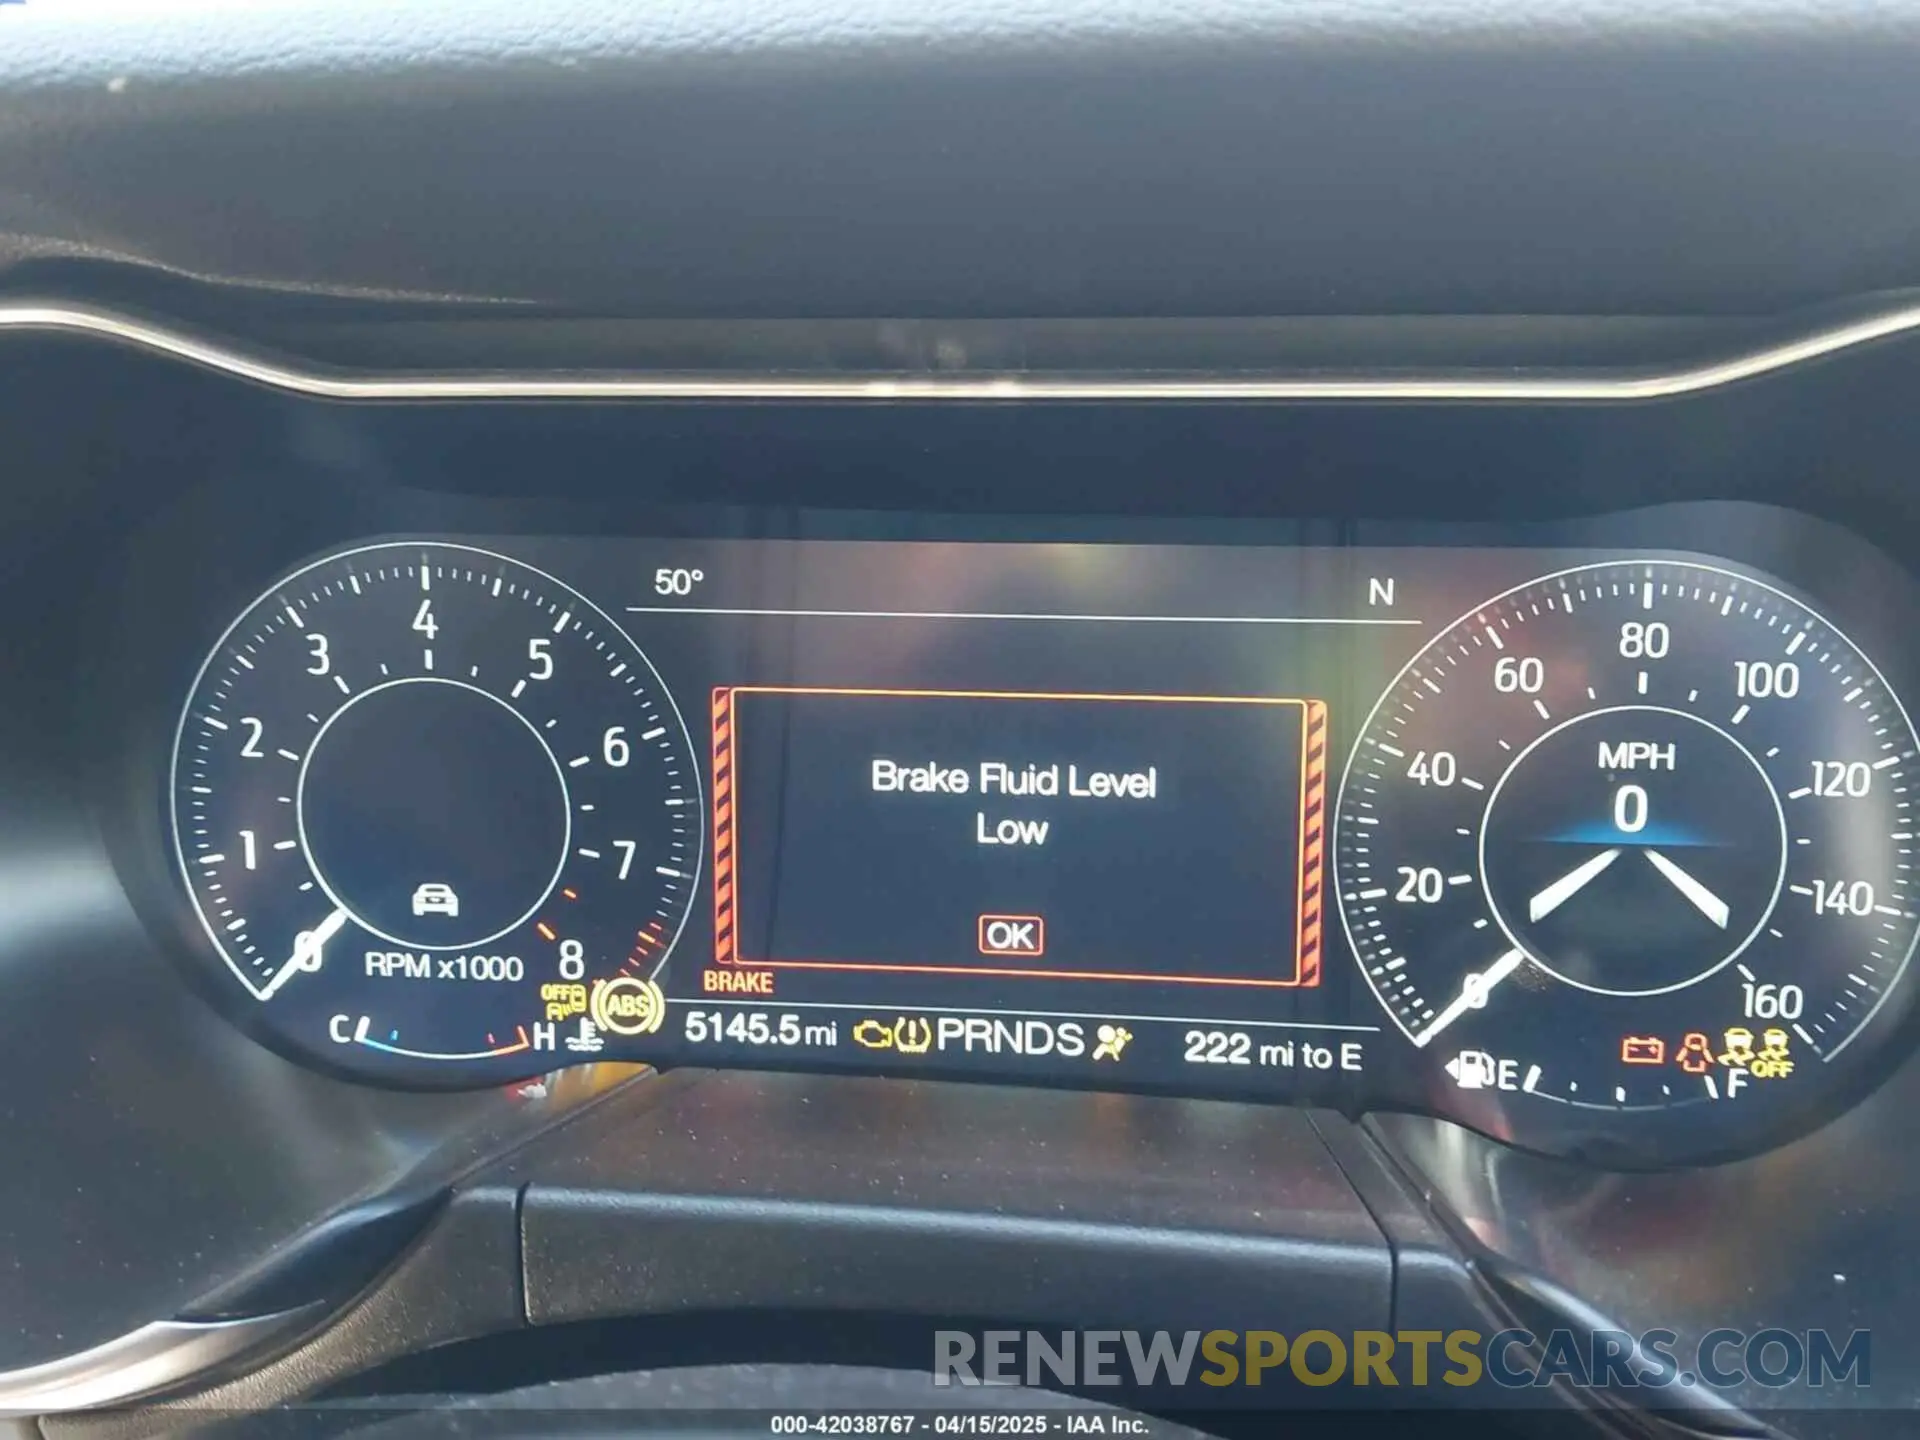 50° N
Brake Fluid Level
Low
OK
BRAKE
0 1 2 3 4 5 6 7 8
RPM x1000
OFF
ABS
C H
5145.5 mi PRNDS 222 mi to E
0 20 40 60 80 100 120 140 160
MPH
0
E F
OFF
RENEWSPORTSCARS.COM
000-42038767 - 04/15/2025 - IAA Inc.